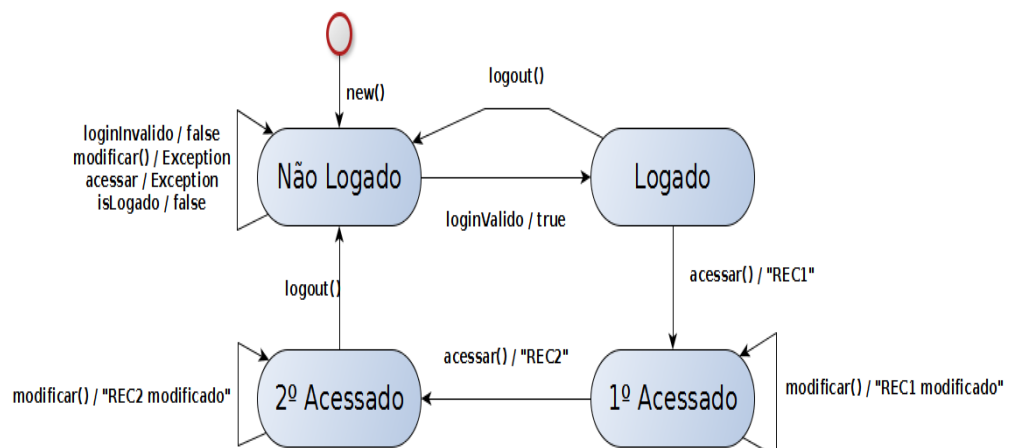 new()
logout()
loginInvalido / false
modificar() / Exception
acessar / Exception
isLogado / false
Não Logado
Logado
loginValido / true
acessar() / "REC1"
logout()
acessar() / "REC2"
modificar() / "REC2 modificado"
2º Acessado
1º Acessado
modificar() / "REC1 modificado"